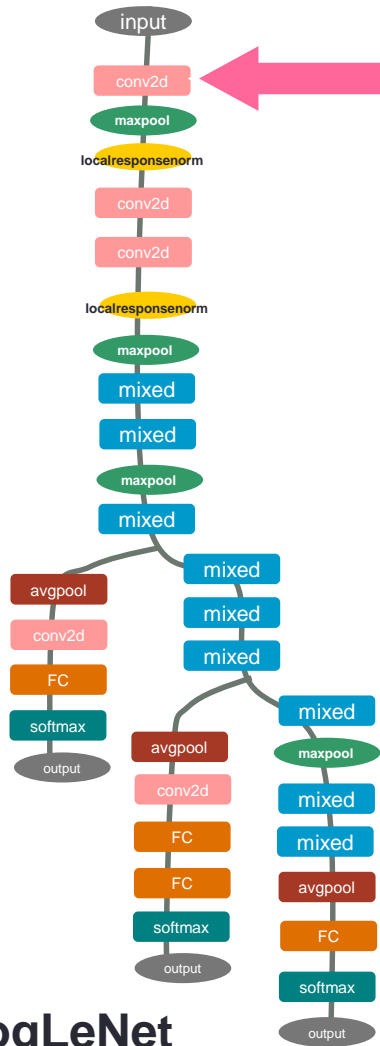 input
conv2d
maxpool
localresponsenorm
conv2d
conv2d
localresponsenorm
maxpool
mixed
mixed
maxpool
mixed
avgpool
conv2d
FC
softmax
output
mixed
mixed
mixed
avgpool
conv2d
FC
FC
softmax
output
mixed
maxpool
mixed
mixed
avgpool
FC
softmax
output
ogLeNet